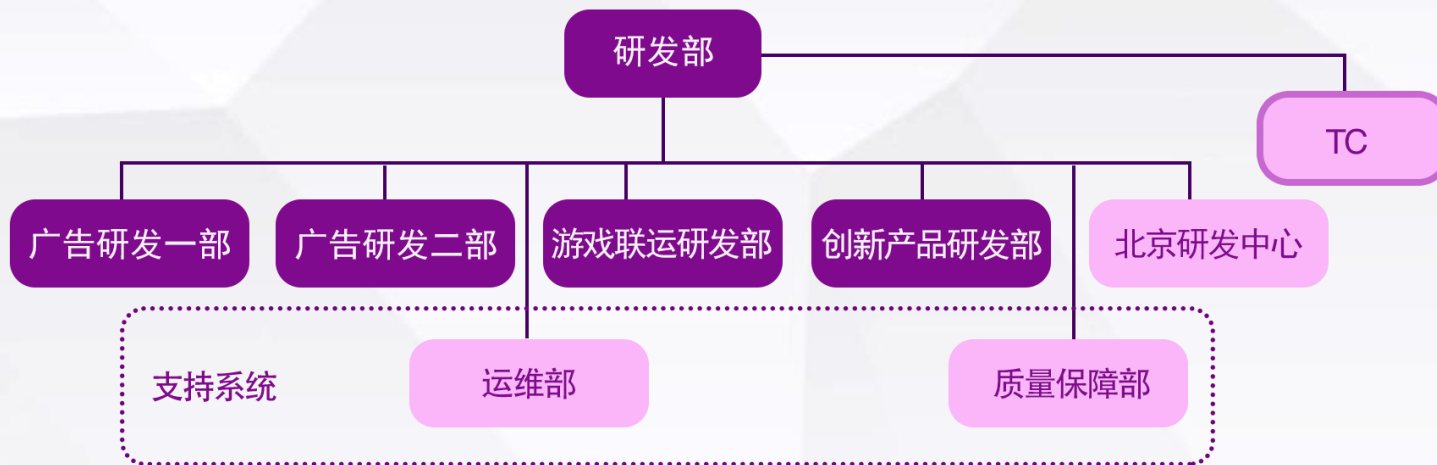 研发部
TC
广告研发一部
广告研发二部
游戏联运研发部
创新产品研发部
北京研发中心
支持系统
运维部
质量保障部